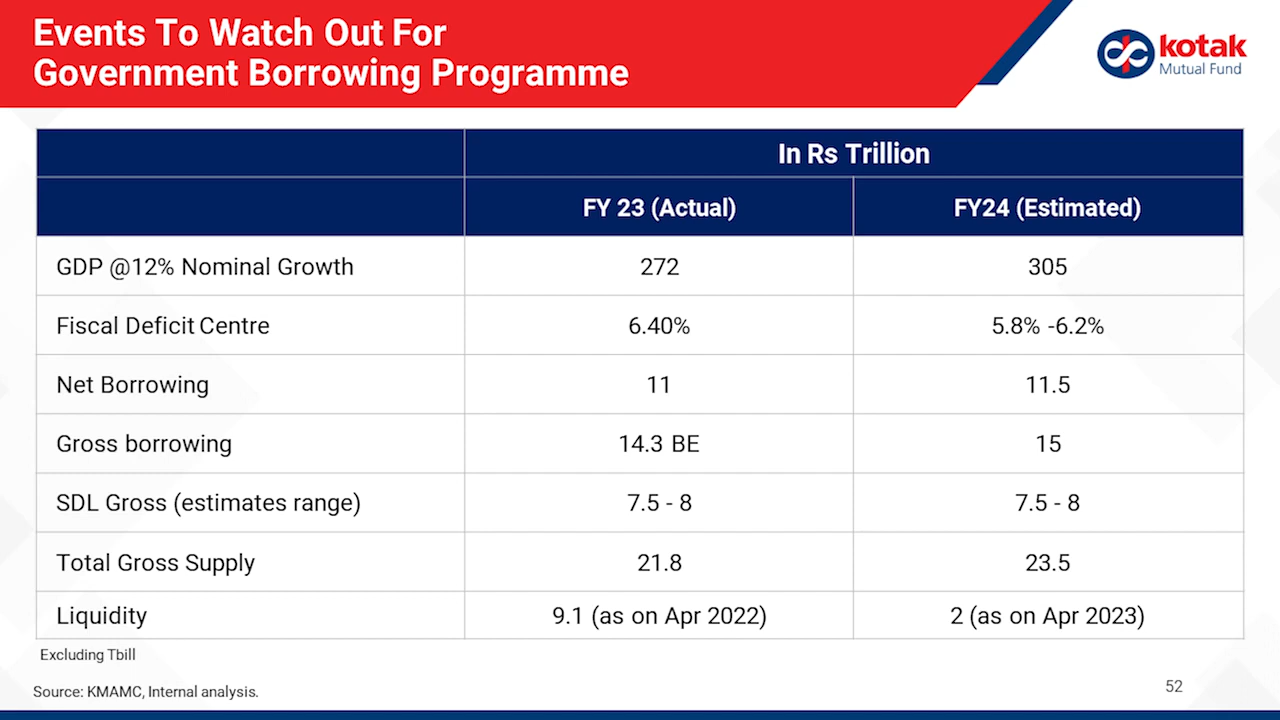 Events To Watch Out For
Government Borrowing Programme
kotak
Mutual Fund
In Rs Trillion
FY 23 (Actual) FY24 (Estimated)
GDP @12% Nominal Growth 272 305
Fiscal Deficit Centre 6.40% 5.8% -6.2%
Net Borrowing 11 11.5
Gross borrowing 14.3 BE 15
SDL Gross (estimates range) 7.5 - 8 7.5 - 8
Total Gross Supply 21.8 23.5
Liquidity 9.1 (as on Apr 2022) 2 (as on Apr 2023)
Excluding Tbill
Source: KMAMC, Internal analysis.
52